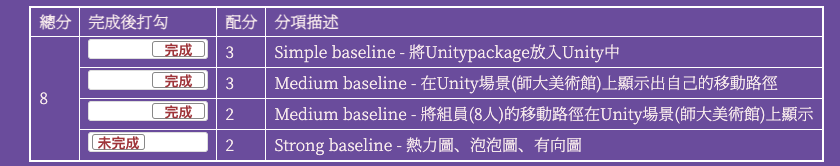 總分 完成後打勾 配分 分項描述
完成 3 Simple baseline - 將Unitypackage放入Unity中
完成 3 Medium baseline - 在Unity場景(師大美術館)上顯示出自己的移動路徑
8
完成 2 Medium baseline - 將組員(8人)的移動路徑在Unity場景(師大美術館)上顯示
未完成 2 Strong baseline - 熱力圖、泡泡圖、有向圖